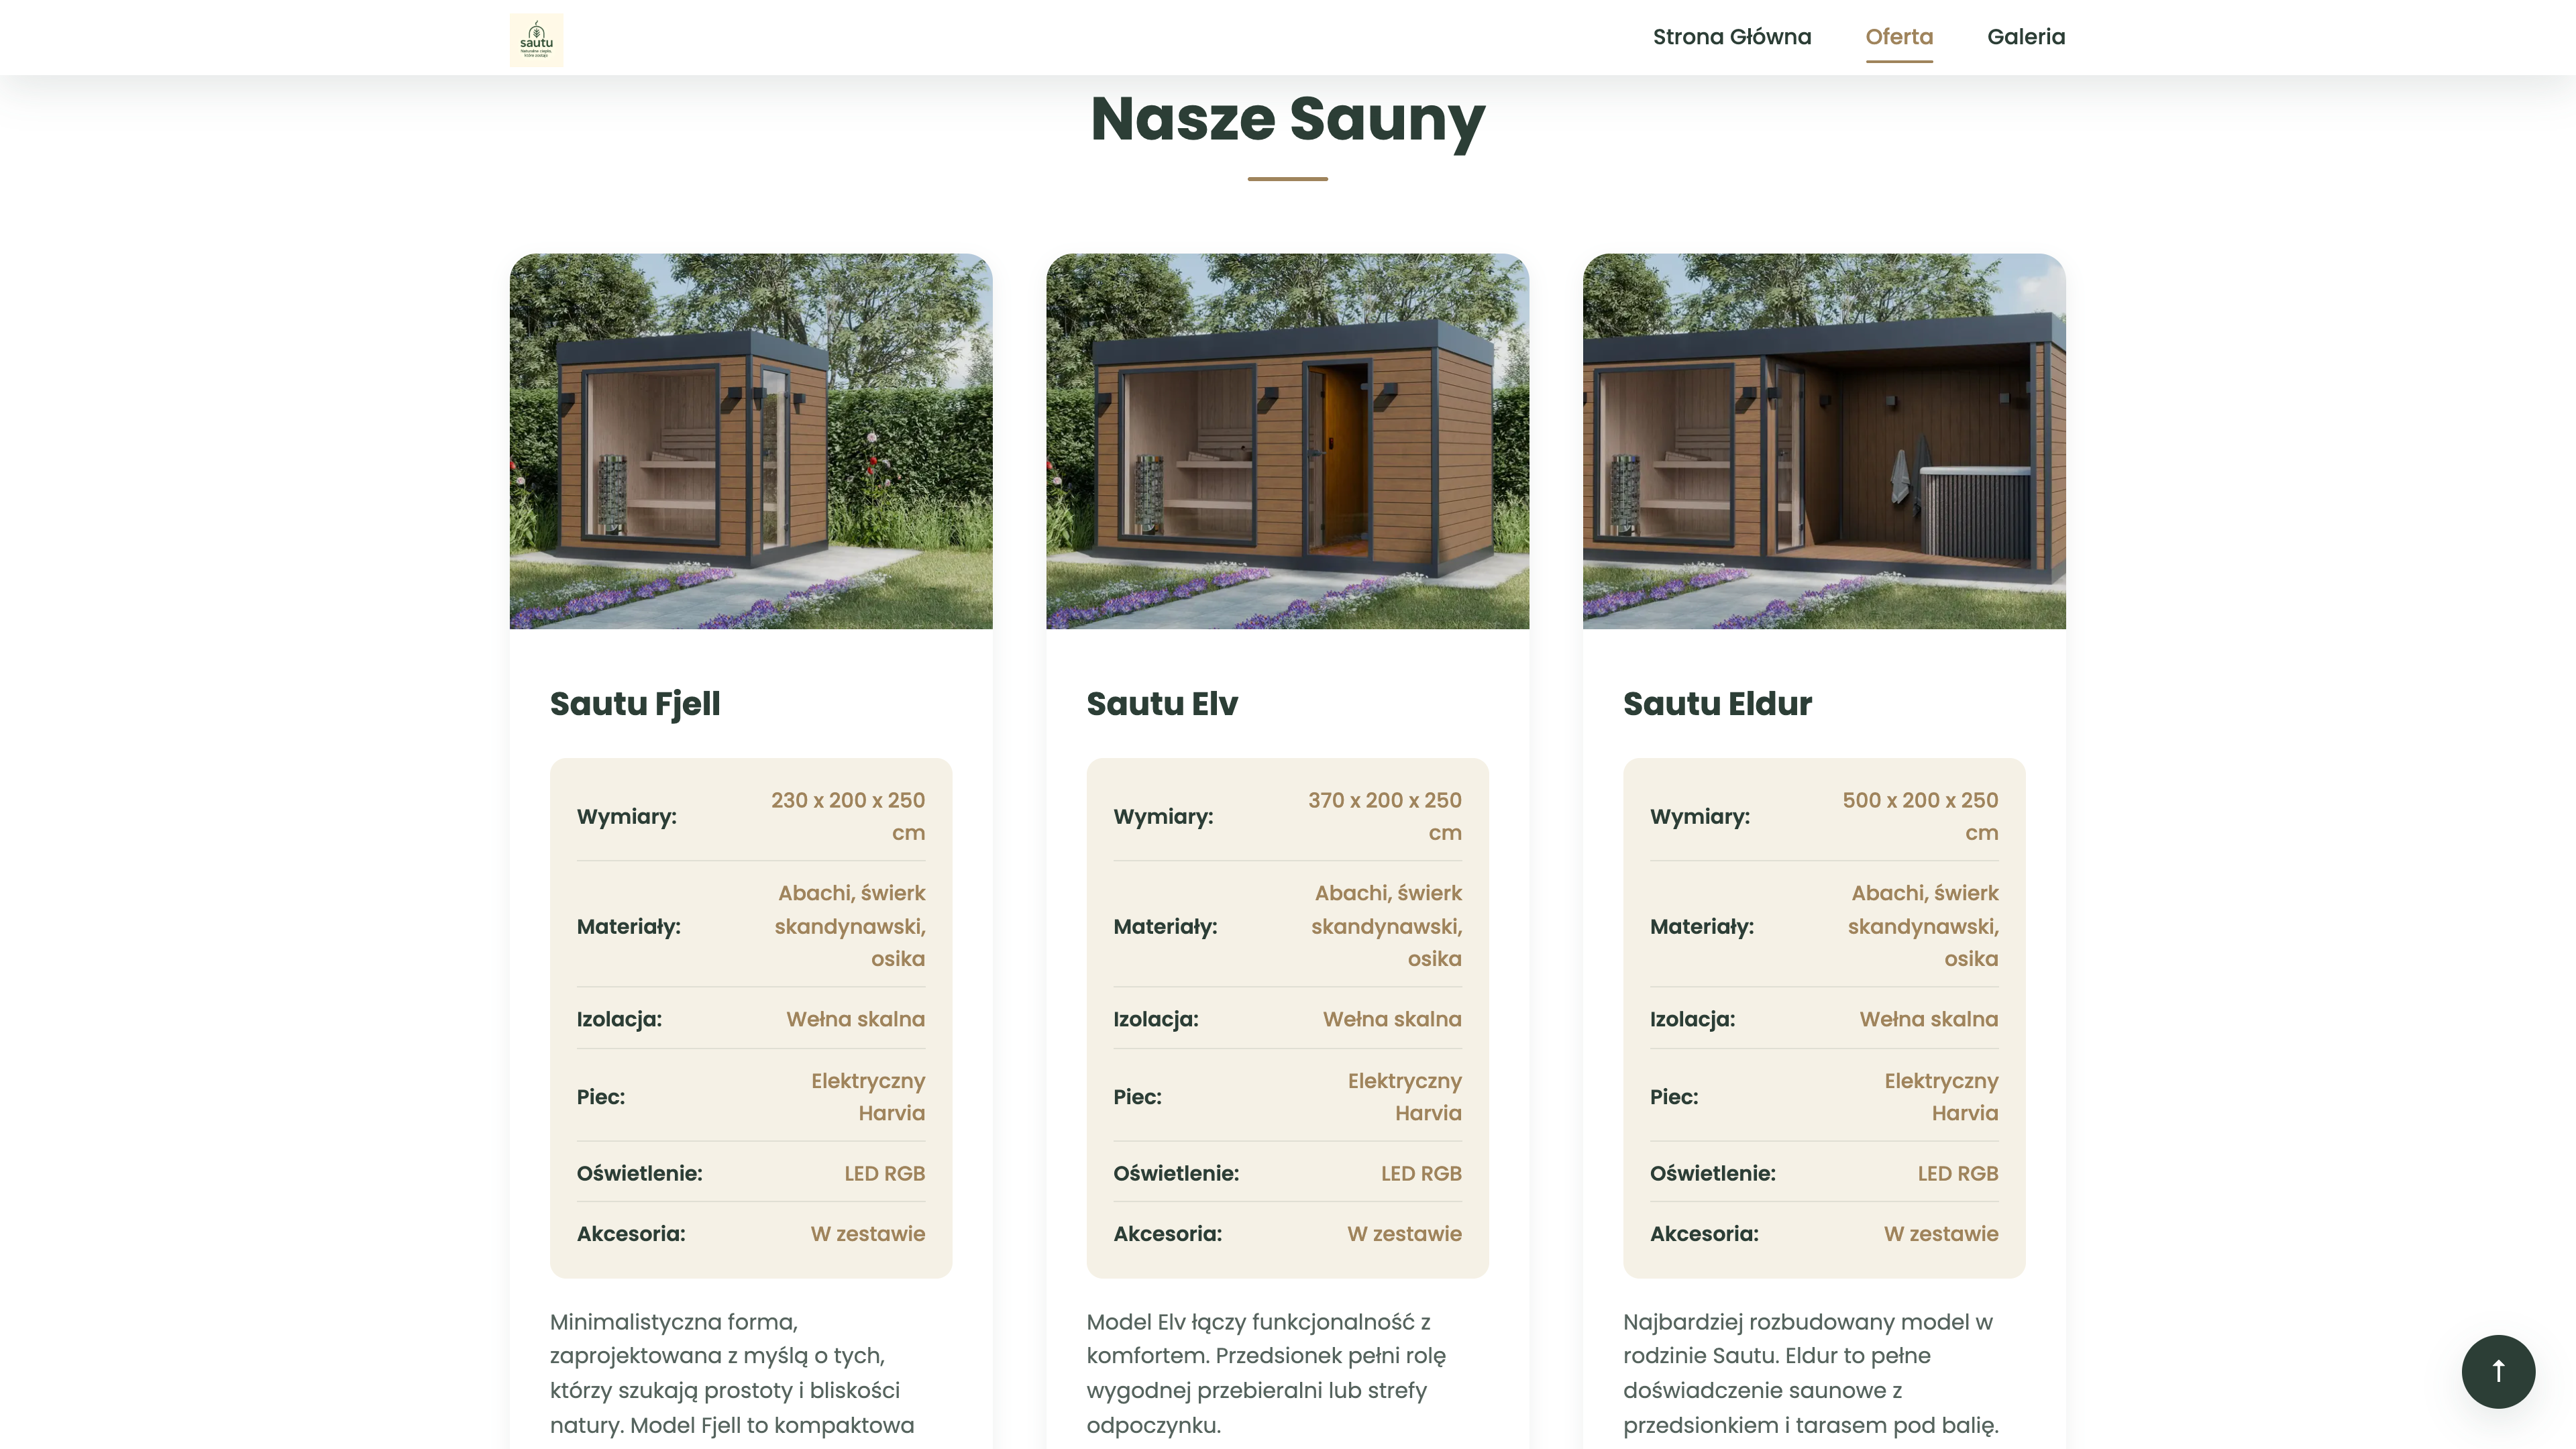 sautu
Naturalne ciepło,
które zostaje
Strona Główna
Oferta
Galeria
Nasze Sauny
Sautu Fjell
Wymiary:
230 x 200 x 250
cm
Materiały:
Abachi, świerk
skandynawski,
osika
Izolacja:
Wełna skalna
Piec:
Elektryczny
Harvia
Oświetlenie:
LED RGB
Akcesoria:
W zestawie
Minimalistyczna forma,
zaprojektowana z myślą o tych,
którzy szukają prostoty i bliskości
natury. Model Fjell to kompaktowa
Sautu Elv
Wymiary:
370 x 200 x 250
cm
Materiały:
Abachi, świerk
skandynawski,
osika
Izolacja:
Wełna skalna
Piec:
Elektryczny
Harvia
Oświetlenie:
LED RGB
Akcesoria:
W zestawie
Model Elv łączy funkcjonalność z
komfortem. Przedsionek pełni rolę
wygodnej przebieralni lub strefy
odpoczynku.
Sautu Eldur
Wymiary:
500 x 200 x 250
cm
Materiały:
Abachi, świerk
skandynawski,
osika
Izolacja:
Wełna skalna
Piec:
Elektryczny
Harvia
Oświetlenie:
LED RGB
Akcesoria:
W zestawie
Najbardziej rozbudowany model w
rodzinie Sautu. Eldur to pełne
doświadczenie saunowe z
przedsionkiem i tarasem pod balię.